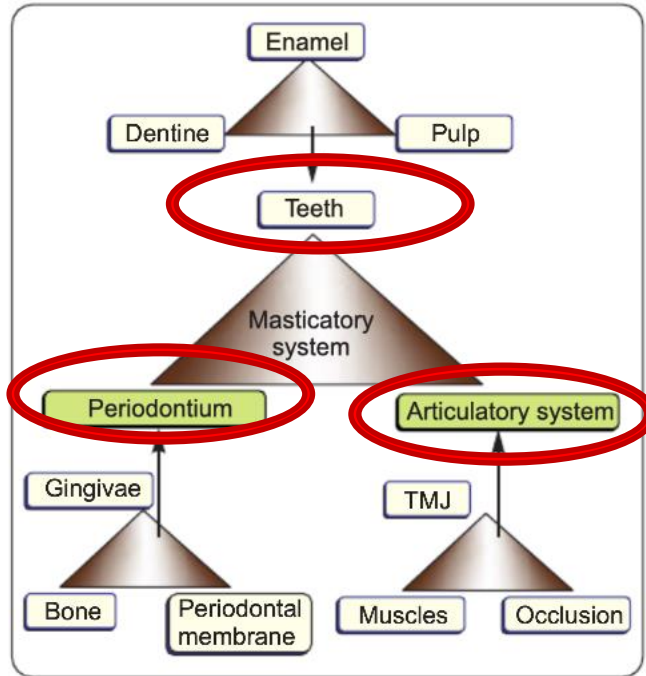 Enamel
Dentine
Pulp
Teeth
Masticatory
system
Periodontium
Articulatory system
Gingivae
TMJ
Bone
Periodontal
membrane
Muscles
Occlusion